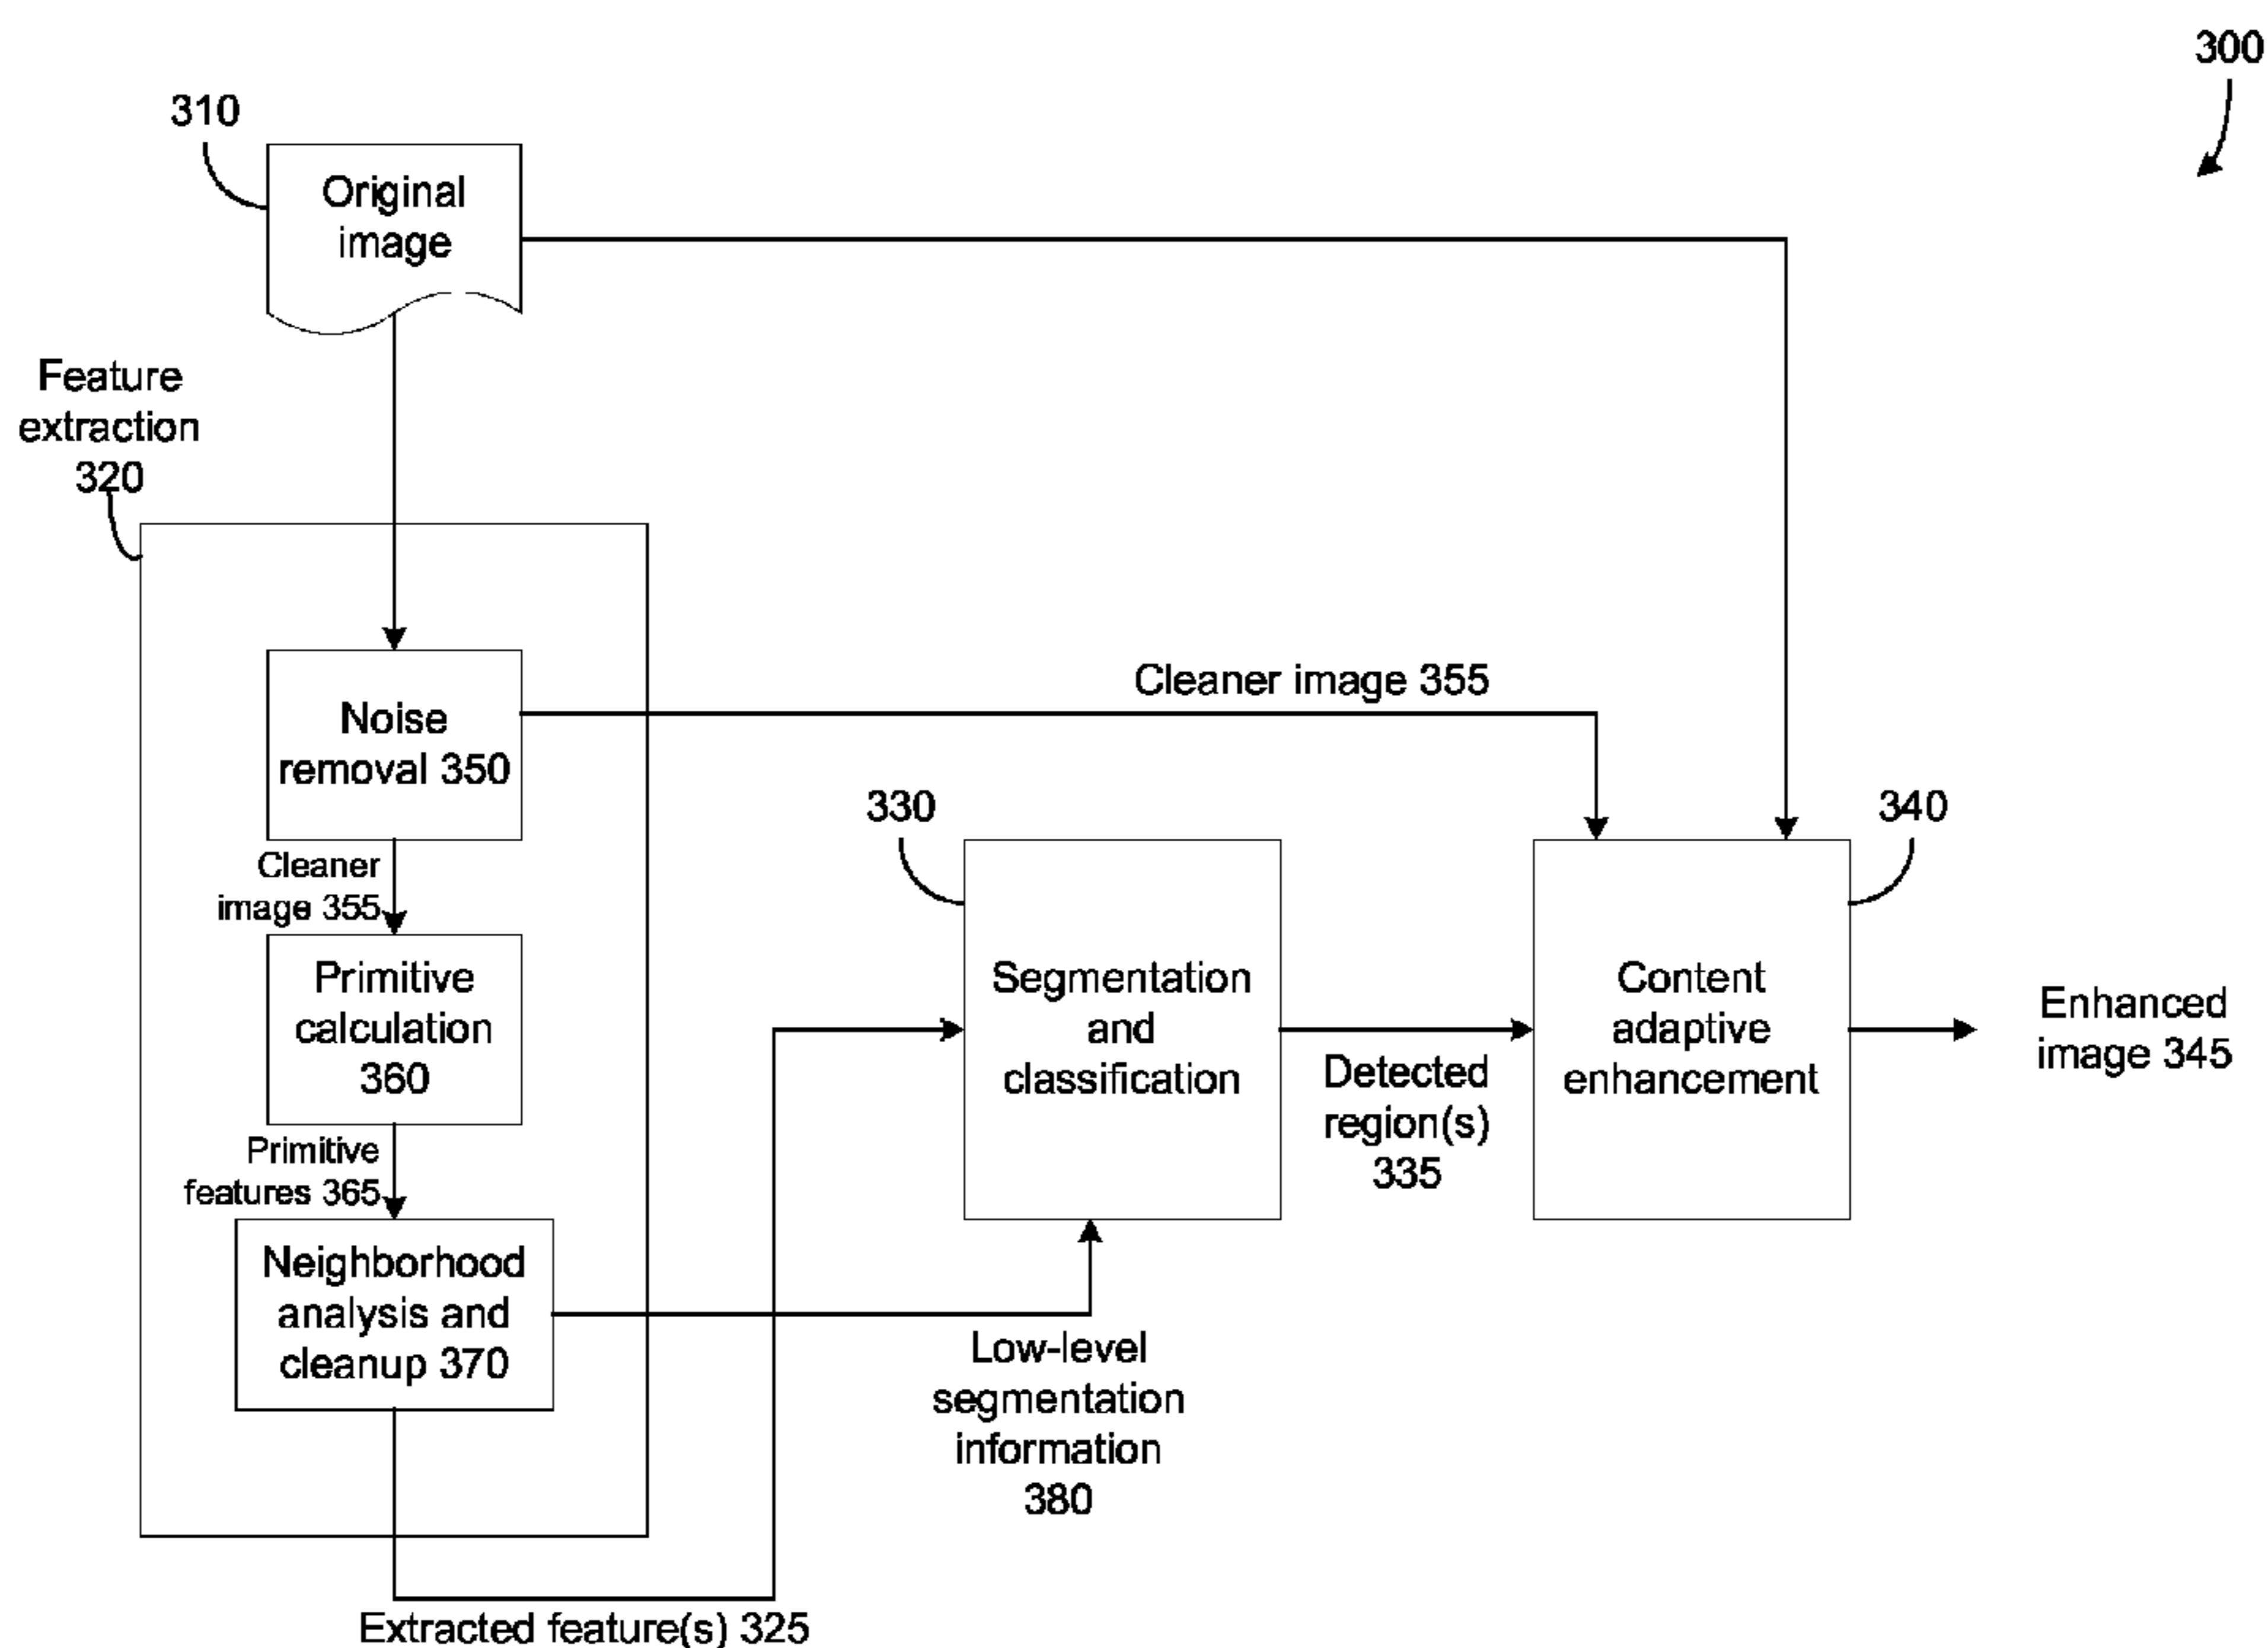 300
310
Original
image
Feature
extraction
320
Noise
removal 350
Cleaner image 355
Cleaner
image 355
330
340
Primitive
calculation
360
Segmentation
and
classification
Content
adaptive
enhancement
Enhanced
image 345
Detected
region(s)
335
Primitive
features 365
Neighborhood
analysis and
cleanup 370
Low-level
segmentation
information
380
Extracted feature(s) 325